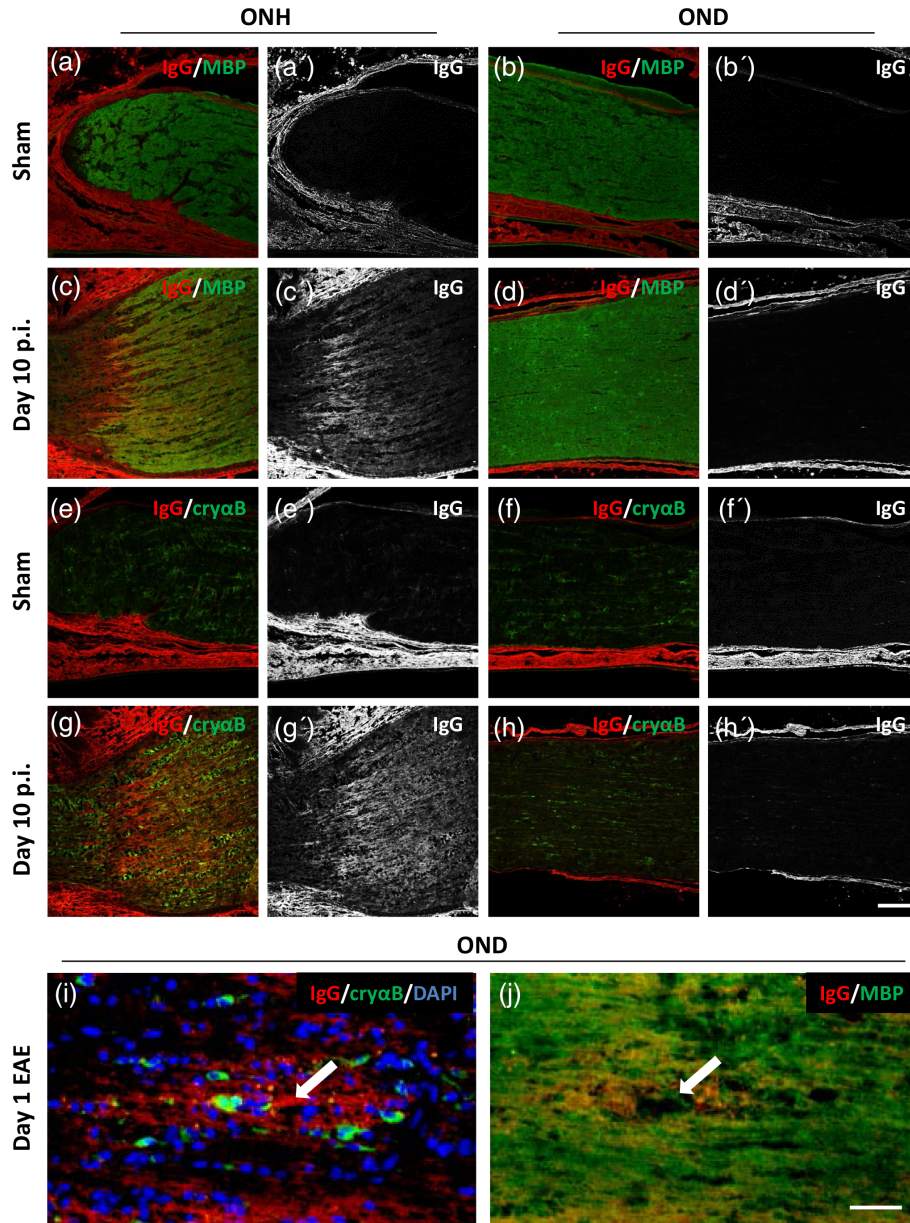 ONH OND
Sham
(a) IgG/MBP (a´) IgG (b) IgG/MBP (b´) IgG
Day 10 p.i.
(c) IgG/MBP (c´) IgG (d) IgG/MBP (d´) IgG
Sham
(e) IgG/cryαB (e´) IgG (f) IgG/cryαB (f´) IgG
Day 10 p.i.
(g) IgG/cryαB (g´) IgG (h) IgG/cryαB (h´) IgG
OND
Day 1 EAE
(i) IgG/cryαB/DAPI (j) IgG/MBP